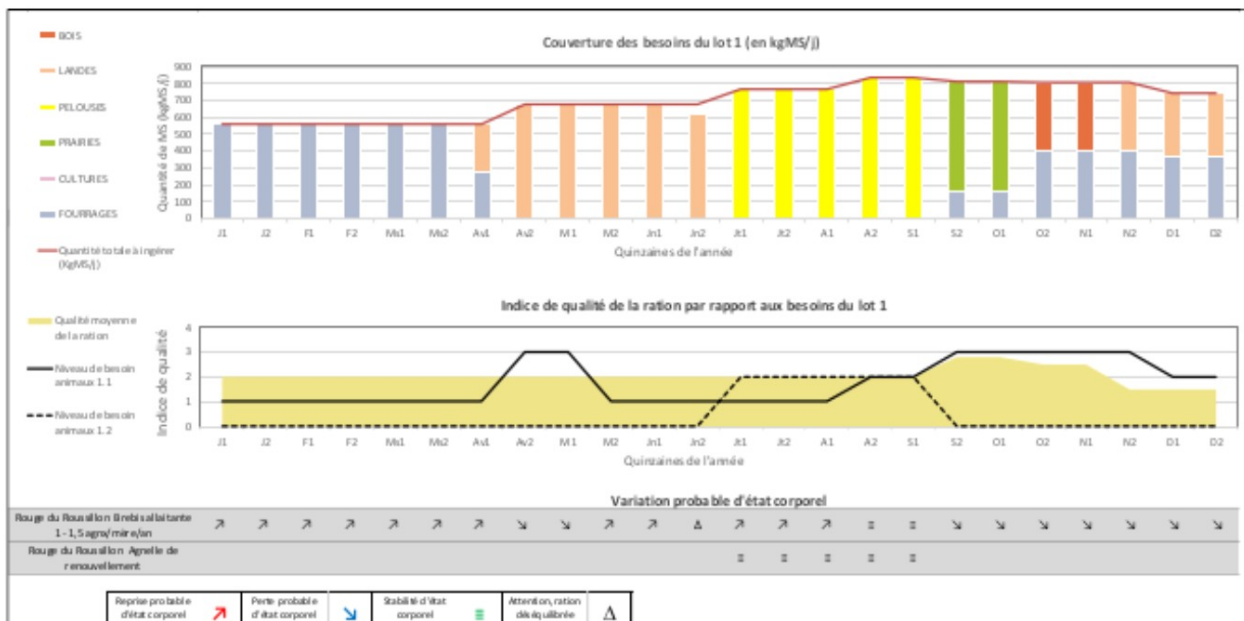 Couverture des besoins du lot 1 (en kgMS/j)
BOIS
LANDES
PELOUSES
PRAIRIES
CULTURES
FOURRAGES
Quantité totale à ingérer
(KgMS/j)
Quantité de MS (kgMS/j)
900
800
700
600
500
400
300
200
100
0
J1 J2 F1 F2 Ms1 Ms2 Av1 Av2 M1 M2 Jn1 Jn2 Jt1 Jt2 A1 A2 S1 S2 O1 O2 N1 N2 D1 D2
Quinzaines de l'année
Indice de qualité de la ration par rapport aux besoins du lot 1
Qualité moyenne
de la ration
Niveau de besoin
animaux 1.1
Niveau de besoin
animaux 1.2
Indice de qualité
4
3
2
1
0
J1 J2 F1 F2 Ms1 Ms2 Av1 Av2 M1 M2 Jn1 Jn2 Jt1 Jt2 A1 A2 S1 S2 O1 O2 N1 N2 D1 D2
Quinzaines de l'année
Variation probable d'état corporel
Rouge du Roussillon Brebis allaitante
1 - 1,5 agne/mère/an
↗ ↗ ↗ ↗ ↗ ↗ ↗ ↘ ↘ ↗ ↗ Δ ↗ ↗ ↗ = = ↘ ↘ ↘ ↘ ↘ ↘ ↘
Rouge du Roussillon Agnelle de
renouvellement
= = = = =
Reprise probable
d'état corporel ↗
Perte probable
d'état corporel ↘
Stabilité d'état
corporel =
Attention, ration
déséquilibrée Δ